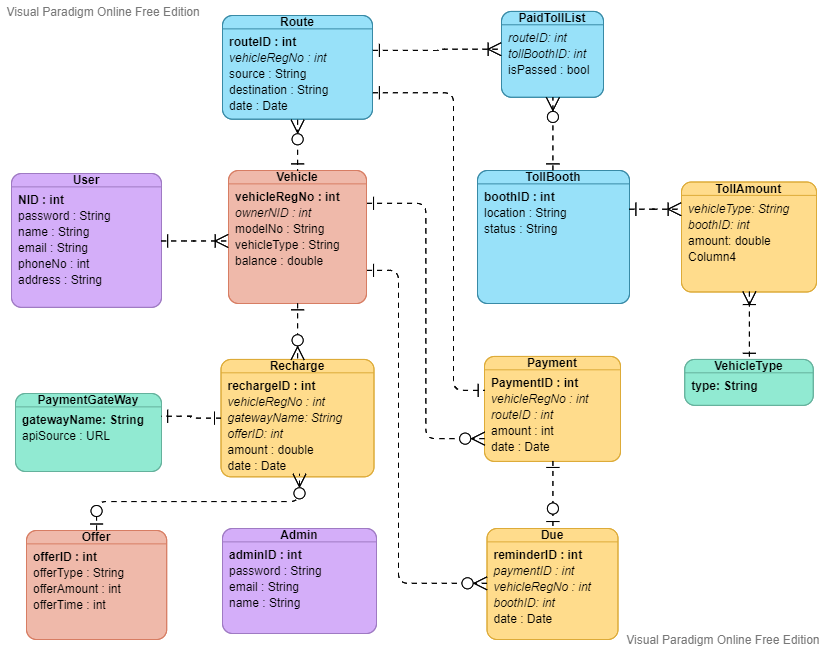 Visual Paradigm Online Free Edition
Route
routeID : int
vehicleRegNo : int
source : String
destination : String
date : Date
PaidTollList
routeID: int
tollBoothID: int
isPassed : bool
User
NID : int
password : String
name : String
email : String
phoneNo : int
address : String
Vehicle
vehicleRegNo : int
ownerNID : int
modelNo : String
vehicleType : String
balance : double
TollBooth
boothID : int
location : String
status : String
TollAmount
vehicleType: String
boothID: int
amount: double
Column4
PaymentGateWay
gatewayName: String
apiSource : URL
Recharge
rechargeID : int
vehicleRegNo : int
gatewayName: String
offerID: int
amount : double
date : Date
Payment
PaymentID : int
vehicleRegNo : int
routeID : int
amount : int
date : Date
VehicleType
type: String
Offer
offerID : int
offerType : String
offerAmount : int
offerTime : int
Admin
adminID : int
password : String
email : String
name : String
Due
reminderID : int
paymentID : int
vehicleRegNo : int
boothID: int
date : Date
Visual Paradigm Online Free Edition